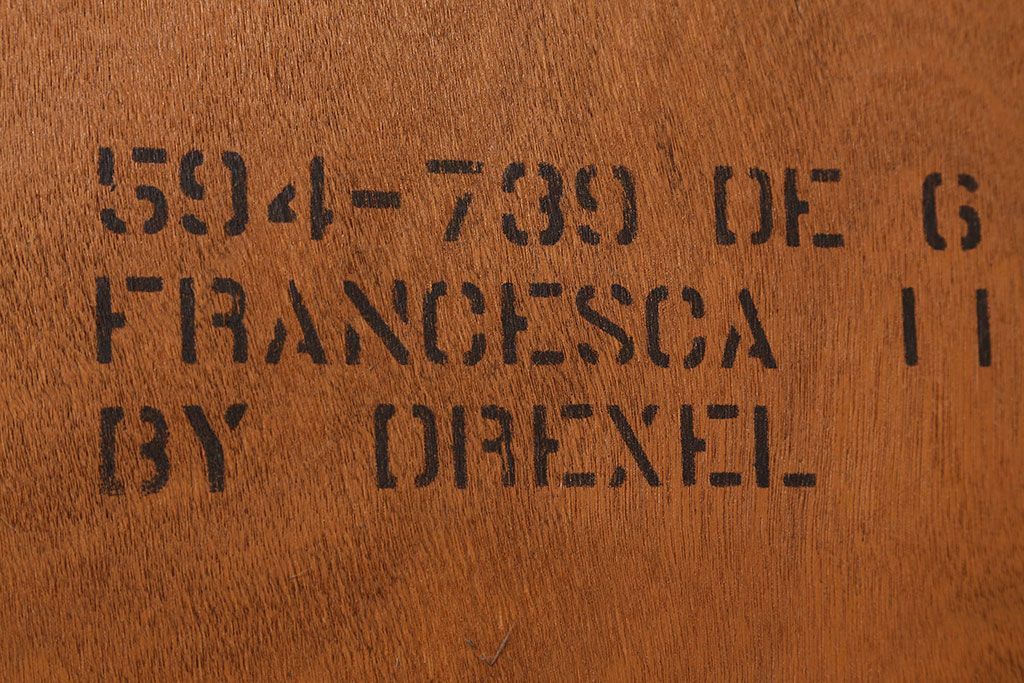 594-739 DE 6
FRANCESCA II
BY DREXEL